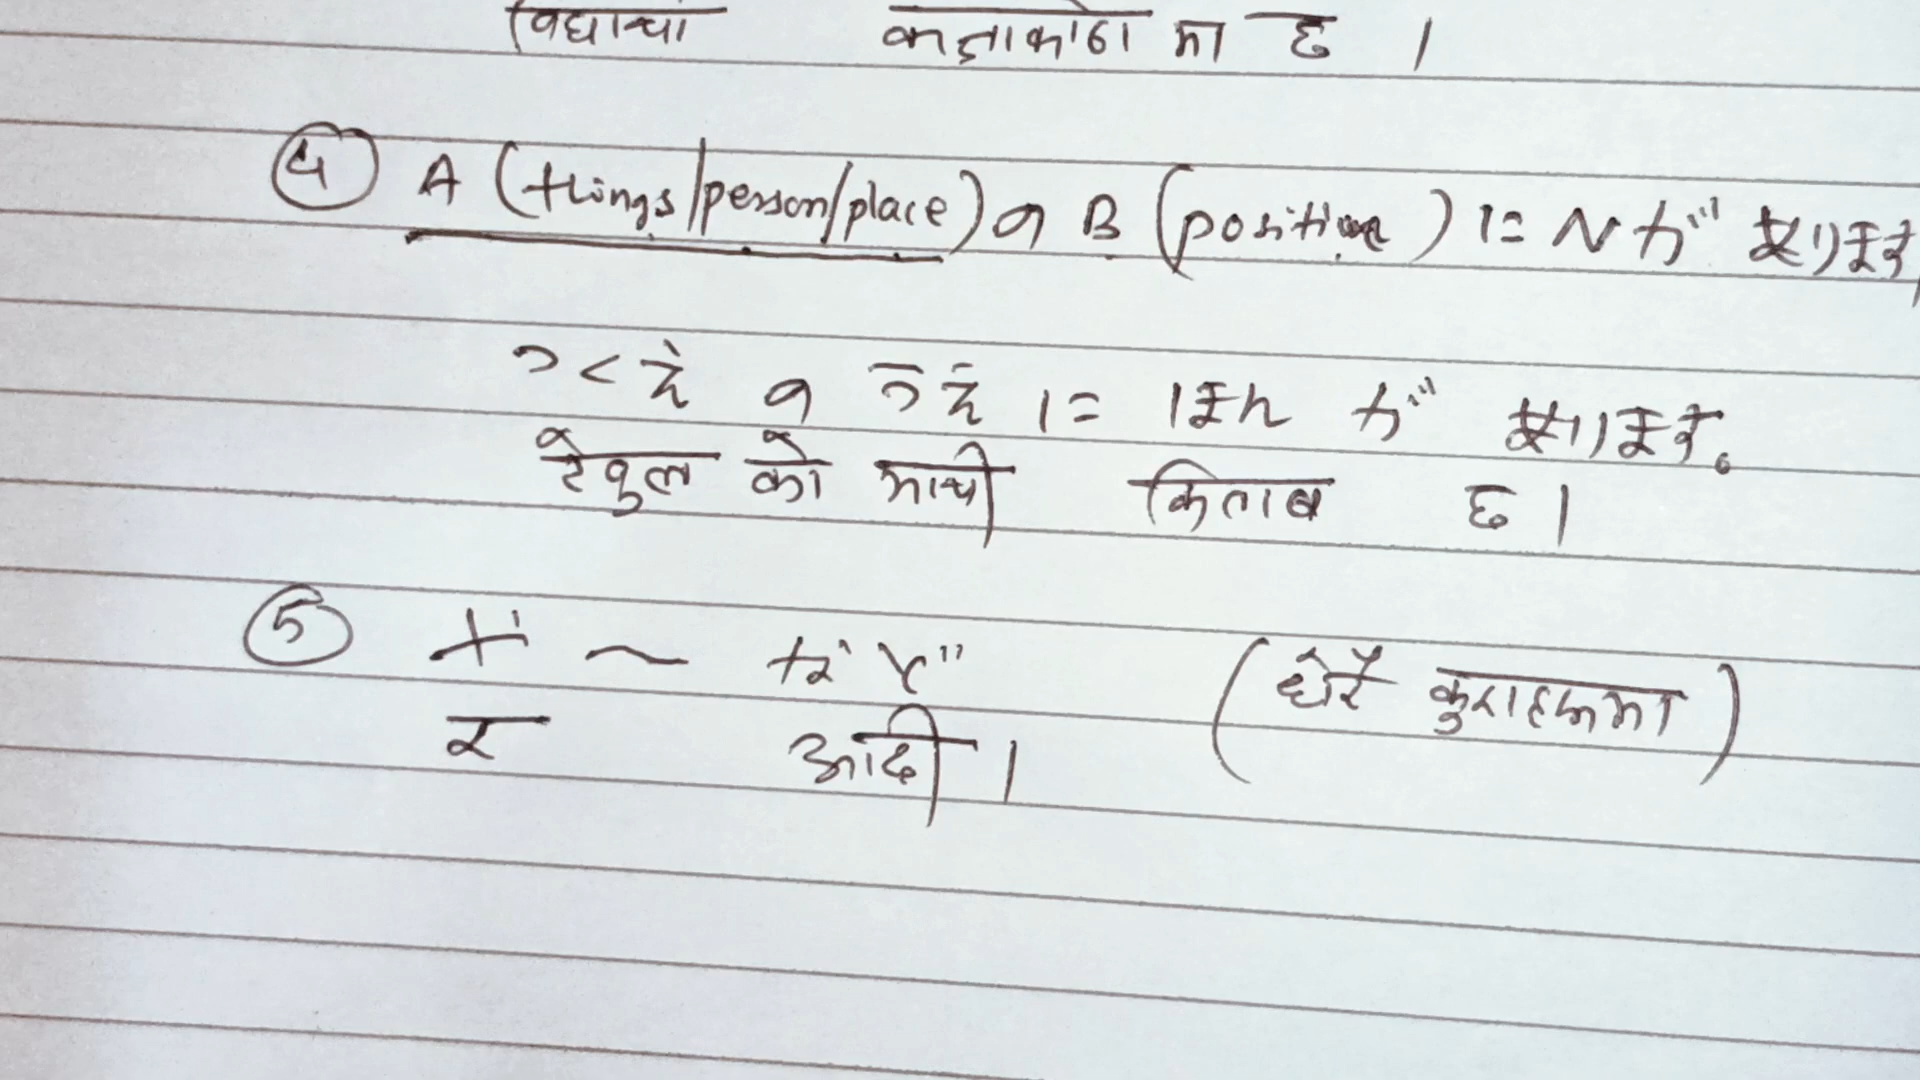 विद्यार्थी कक्षाकोठा मा छ ।
④ A (things/person/place) の B (position) に N が あります
つくえ の うえ に ほん が あります。
टेबुल को माथी किताब छ ।
⑤ や ~ など (धेरै कुराहरुमा)
र आदी ।